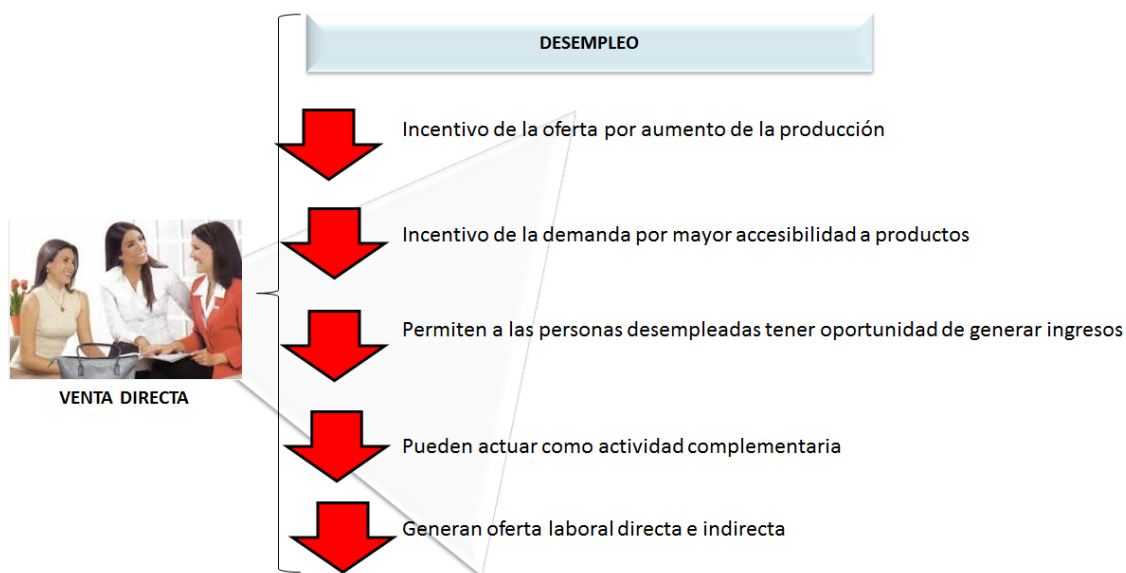 DESEMPLEO
Incentivo de la oferta por aumento de la producción
Incentivo de la demanda por mayor accesibilidad a productos
Permiten a las personas desempleadas tener oportunidad de generar ingresos
VENTA DIRECTA
Pueden actuar como actividad complementaria
Generan oferta laboral directa e indirecta